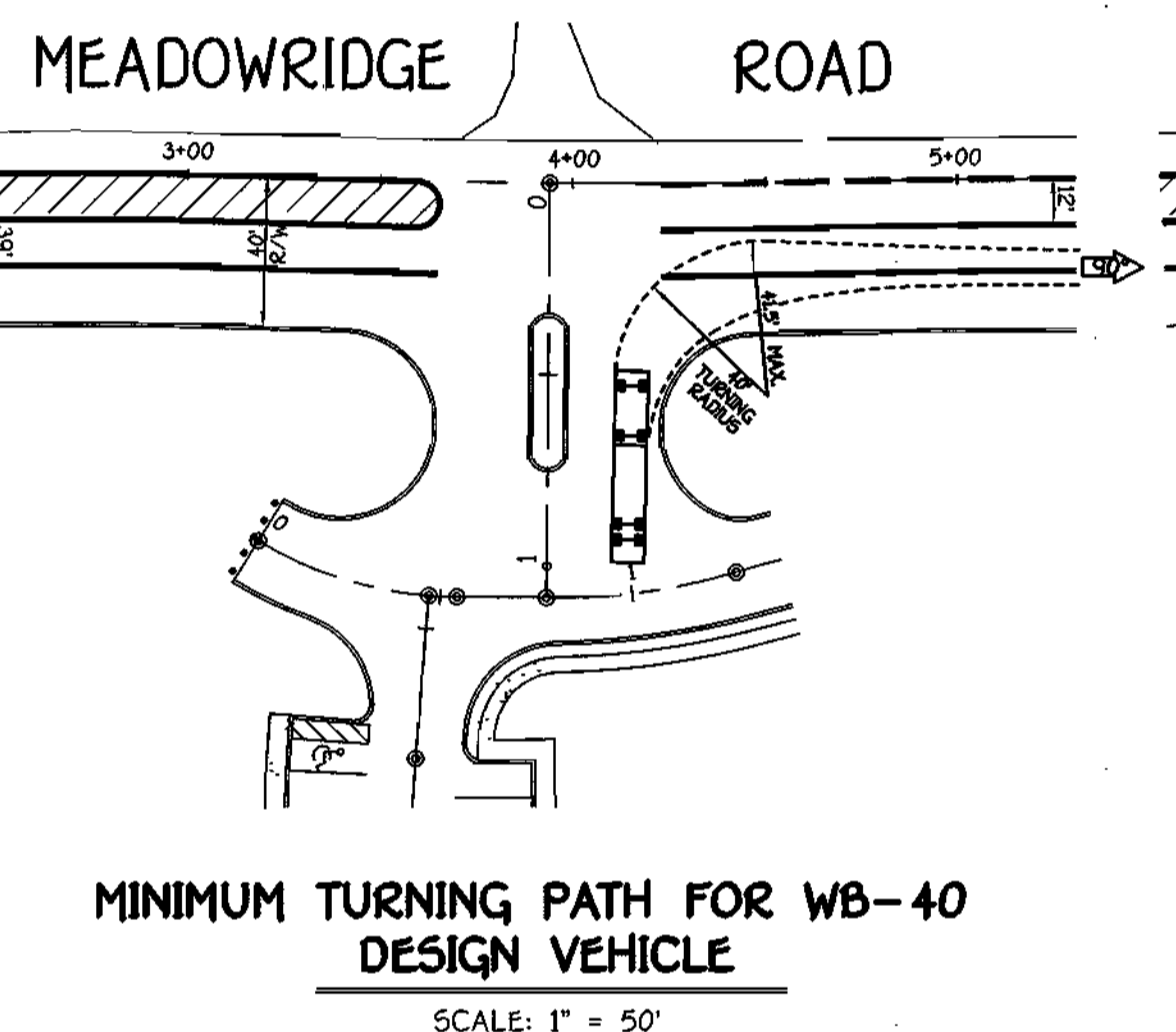 MEADOWRIDGE ROAD
3+00
4+00
5+00
0
12'
39'
40'
R/W
90°
41.5' MAX.
40'
TURNING
RADIUS
0
1
MINIMUM TURNING PATH FOR WB-40
DESIGN VEHICLE
SCALE: 1" = 50'